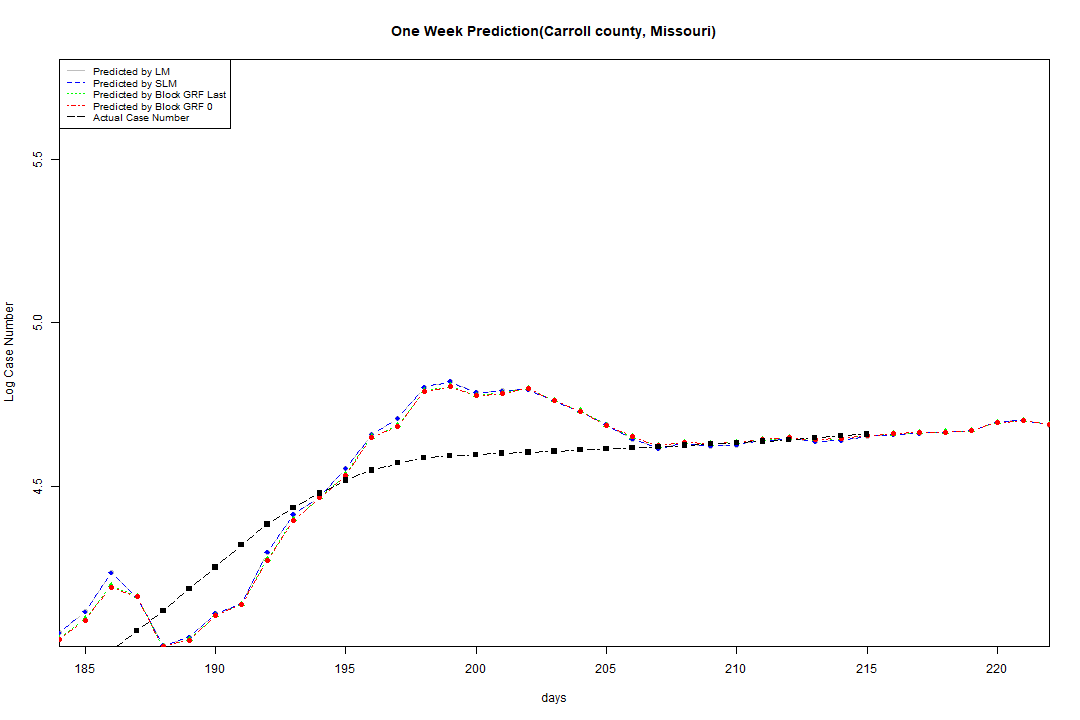 One Week Prediction(Carroll county, Missouri)
Predicted by LM
Predicted by SLM
Predicted by Block GRF Last
Predicted by Block GRF 0
Actual Case Number
5.5
5.0
4.5
Log Case Number
185 190 195 200 205 210 215 220
days